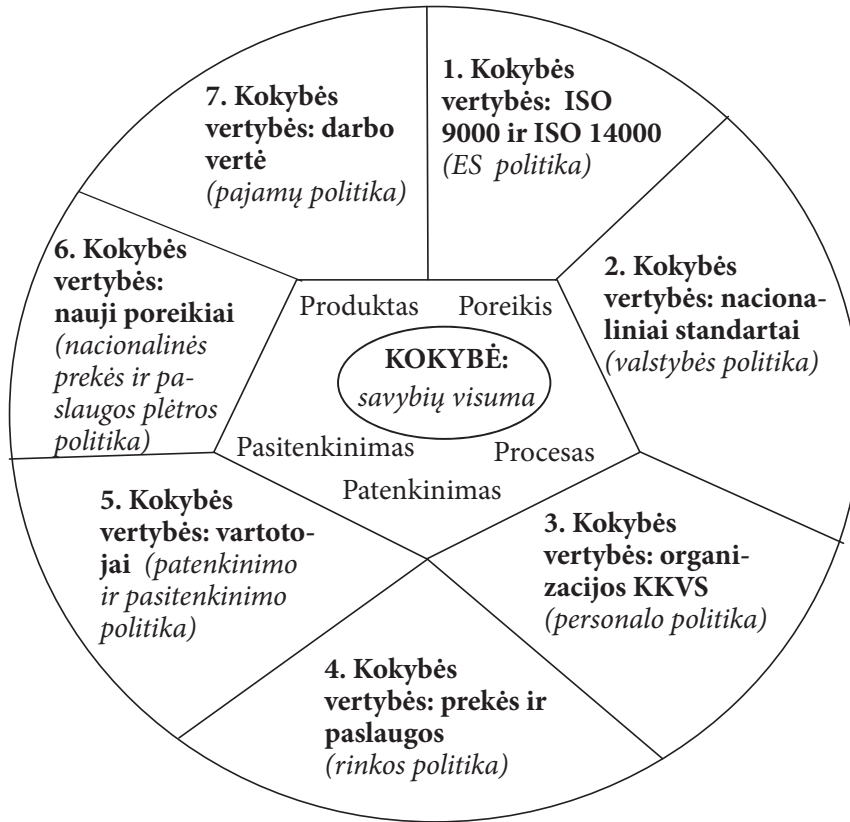 1. Kokybės
vertybės: ISO
9000 ir ISO 14000
(ES politika)
2. Kokybės
vertybės: naciona-
liniai standartai
(valstybės politika)
3. Kokybės
vertybės: organi-
zacijos KKVS
(personalo politika)
4. Kokybės
vertybės: prekės ir
paslaugos
(rinkos politika)
5. Kokybės
vertybės: vartoto-
jai (patenkinimo
ir pasitenkinimo
politika)
6. Kokybės
vertybės:
nauji poreikiai
(nacionalinės
prekės ir pa-
slaugos plėtros
politika)
7. Kokybės
vertybės: darbo
vertė
(pajamų politika)
Produktas Poreikis
KOKYBĖ:
savybių visuma
Pasitenkinimas Procesas
Patenkinimas